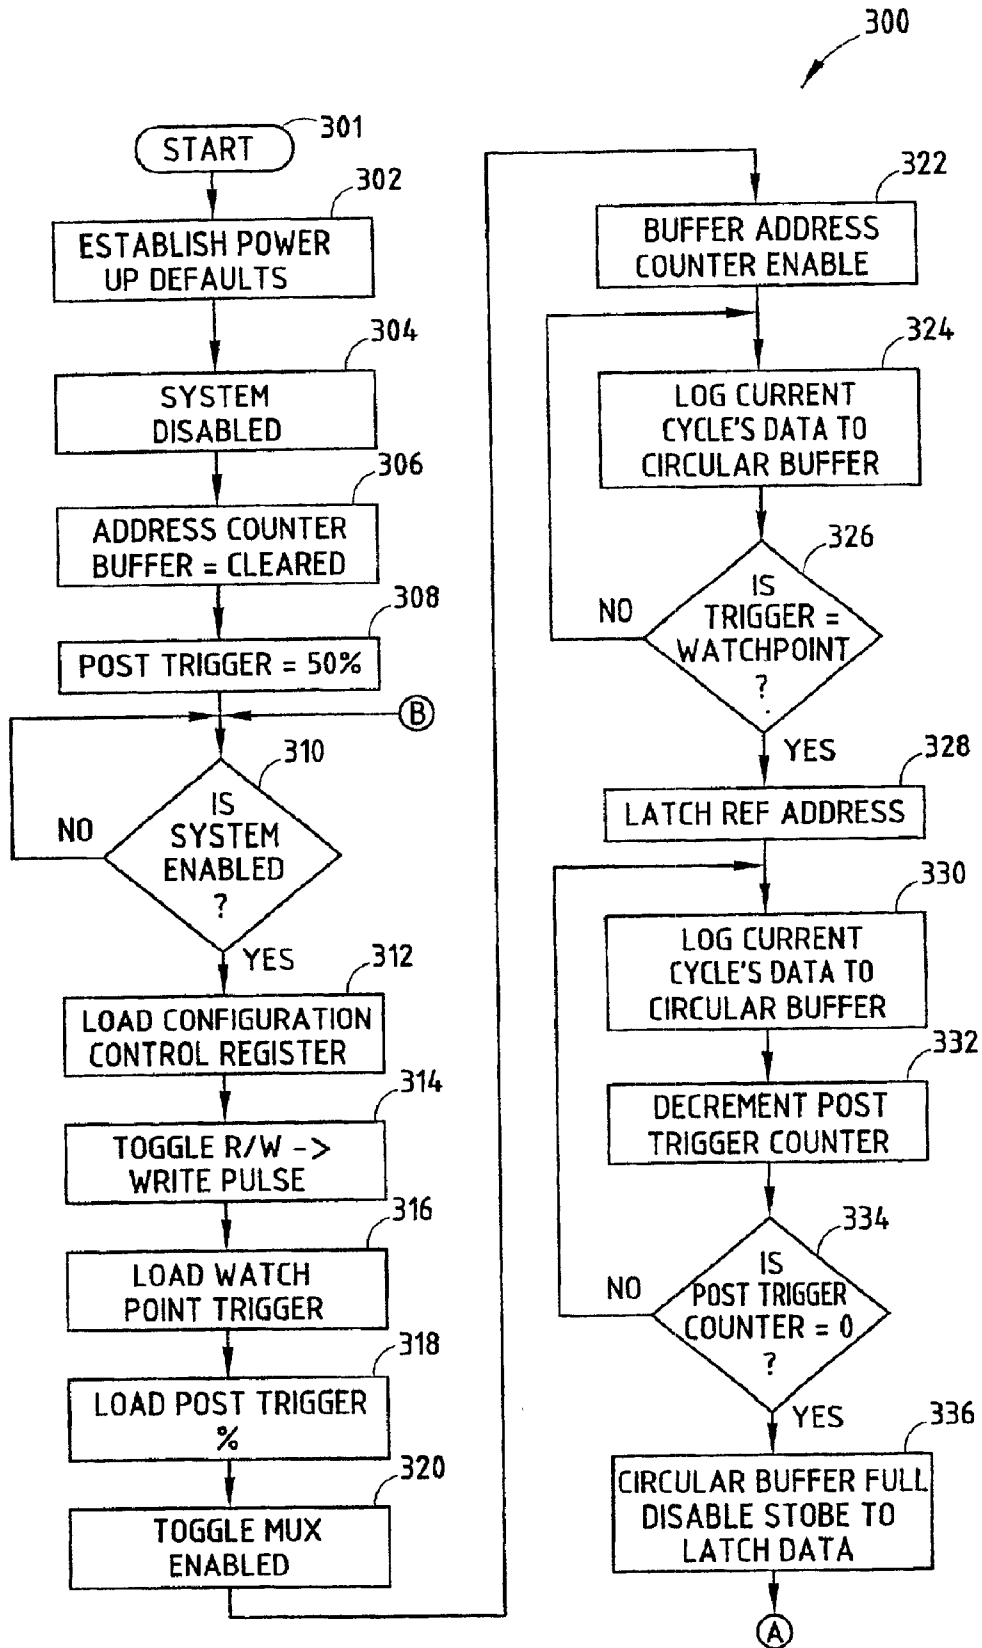 300
START
301
302
ESTABLISH POWER
UP DEFAULTS
304
SYSTEM
DISABLED
306
ADDRESS COUNTER
BUFFER = CLEARED
308
POST TRIGGER = 50%
B
310
IS
SYSTEM
ENABLED
?
NO
YES
312
LOAD CONFIGURATION
CONTROL REGISTER
314
TOGGLE R/W ->
WRITE PULSE
316
LOAD WATCH
POINT TRIGGER
318
LOAD POST TRIGGER
%
320
TOGGLE MUX
ENABLED
322
BUFFER ADDRESS
COUNTER ENABLE
324
LOG CURRENT
CYCLE'S DATA TO
CIRCULAR BUFFER
326
IS
TRIGGER =
WATCHPOINT
?
NO
YES
328
LATCH REF ADDRESS
330
LOG CURRENT
CYCLE'S DATA TO
CIRCULAR BUFFER
332
DECREMENT POST
TRIGGER COUNTER
334
IS
POST TRIGGER
COUNTER = 0
?
NO
YES
336
CIRCULAR BUFFER FULL
DISABLE STOBE TO
LATCH DATA
A